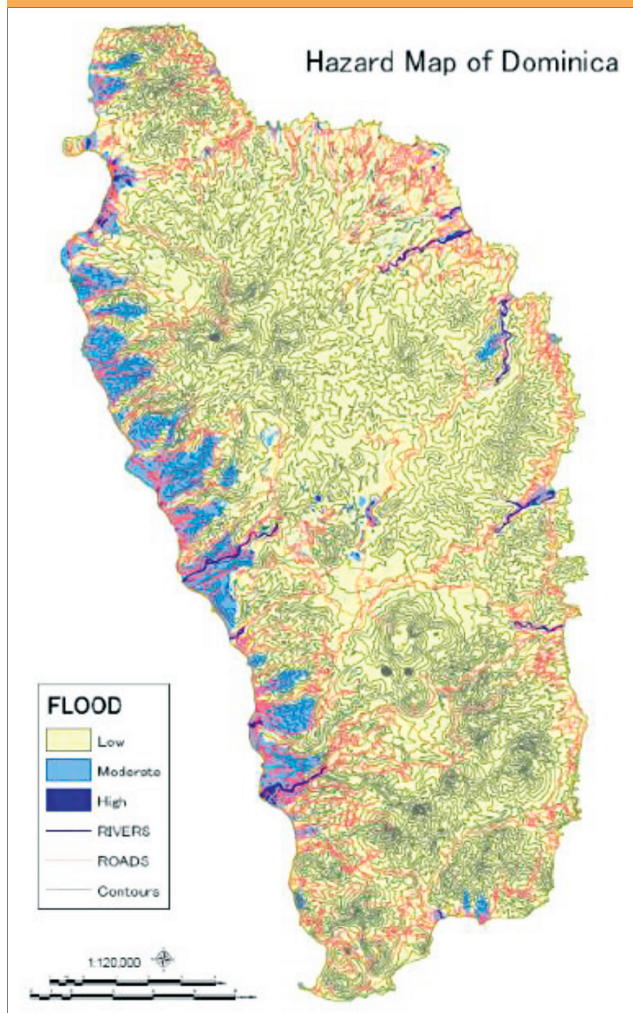 Hazard Map of Dominica
FLOOD
Low
Moderate
High
RIVERS
ROADS
Contours
1:120,000